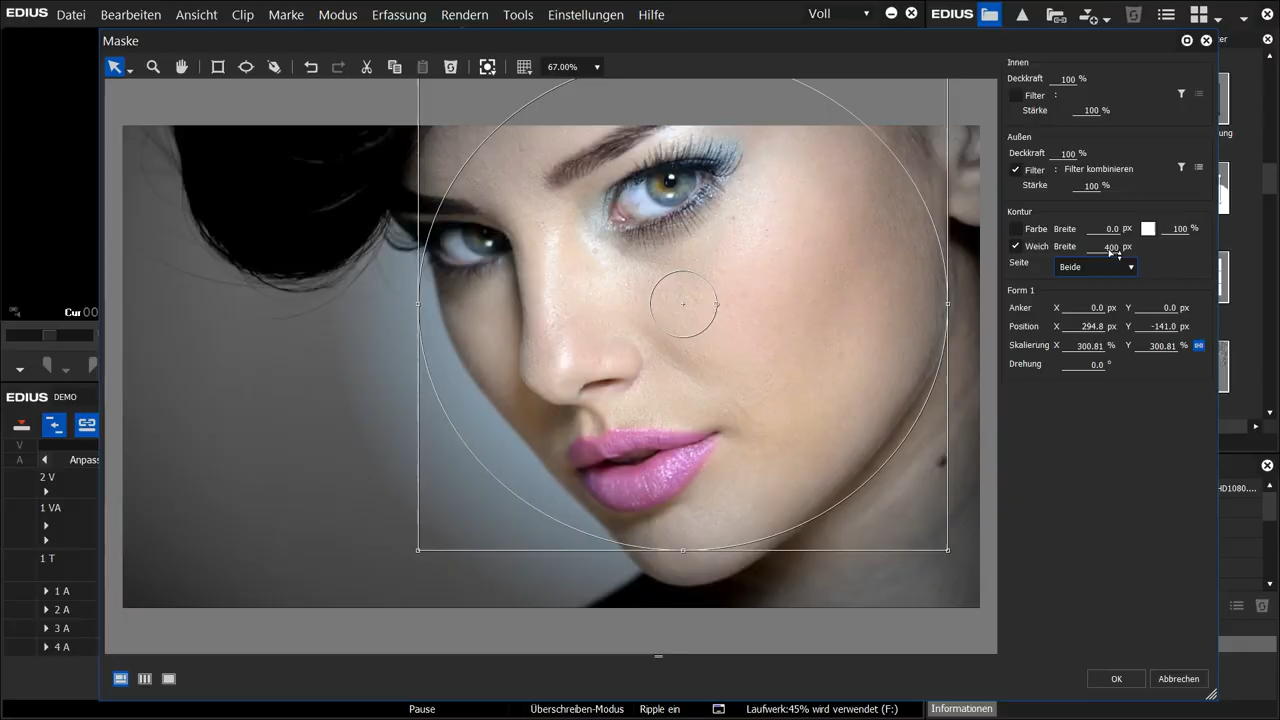 EDIUS Datei Bearbeiten Ansicht Clip Marke Modus Erfassung Rendern Tools Einstellungen Hilfe Voll EDIUS
Maske
67.00%
Innen
Deckkraft 100 %
Filter :
Stärke 100 %
Außen
Deckkraft 100 %
Filter : Filter kombinieren
Stärke 100 %
Kontur
Farbe Breite 0.0 px 100 %
Weich Breite 400 px
Seite Beide
Form 1
Anker X 0.0 px Y 0.0 px
Position X 294.8 px Y -141.0 px
Skalierung X 300.81 % Y 300.81 %
Drehung 0.0 °
OK Abbrechen
Cur 00
EDIUS DEMO
V
A Anpass
2 V
1 VA
1 T
1 A
2 A
3 A
4 A
HD1080....
Pause Überschreiben-Modus Ripple ein Laufwerk:45% wird verwendet (F:) Informationen